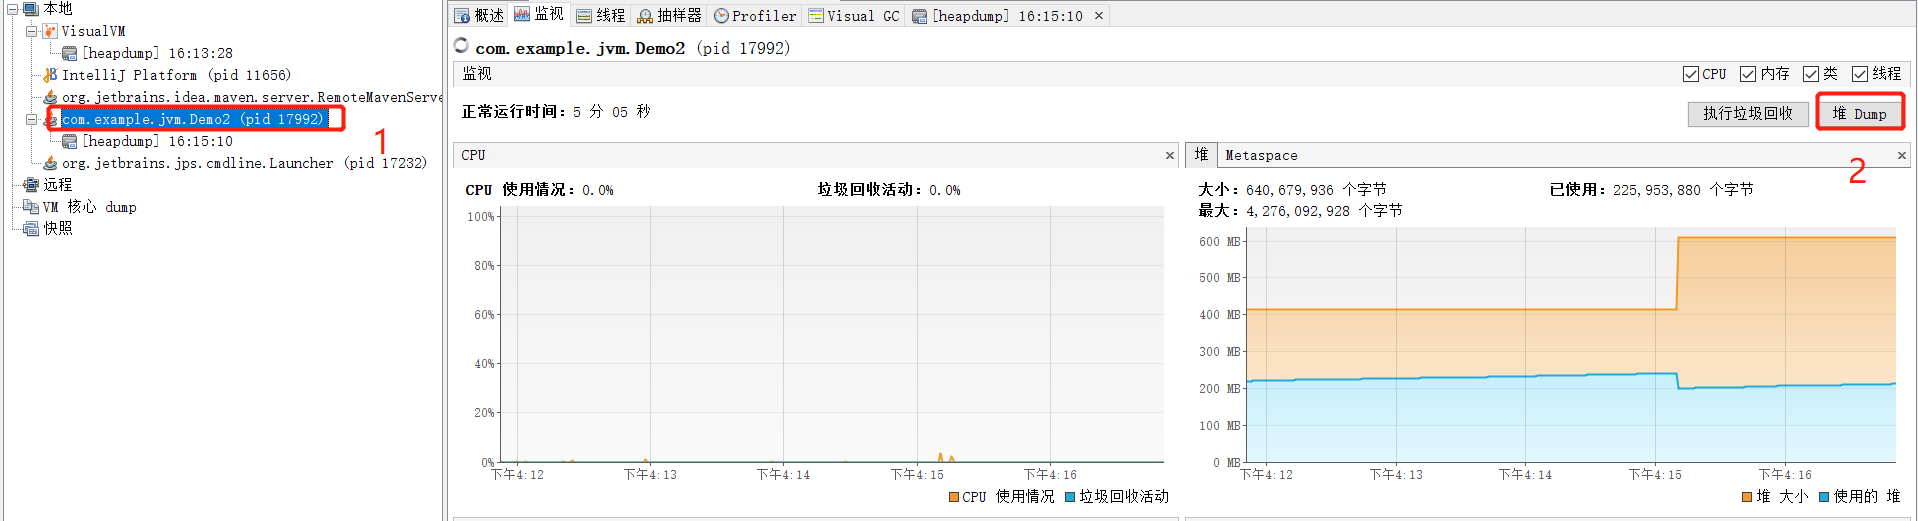 本地
VisualVM
[heapdump] 16:13:28
IntelliJ Platform (pid 11656)
org.jetbrains.idea.maven.server.RemoteMavenServe
com.example.jvm.Demo2 (pid 17992)
1
[heapdump] 16:15:10
org.jetbrains.jps.cmdline.Launcher (pid 17232)
远程
VM 核心 dump
快照
概述 监视 线程 抽样器 Profiler Visual GC [heapdump] 16:15:10
com.example.jvm.Demo2 (pid 17992)
监视 CPU 内存 类 线程
正常运行时间：5 分 05 秒 执行垃圾回收 堆 Dump
2
CPU
CPU 使用情况：0.0% 垃圾回收活动：0.0%
100%
80%
60%
40%
20%
0%
下午4:12 下午4:13 下午4:14 下午4:15 下午4:16
CPU 使用情况 垃圾回收活动
堆 Metaspace
大小：640,679,936 个字节 已使用：225,953,880 个字节
最大：4,276,092,928 个字节
600 MB
500 MB
400 MB
300 MB
200 MB
100 MB
0 MB
下午4:12 下午4:13 下午4:14 下午4:15 下午4:16
堆 大小 使用的 堆